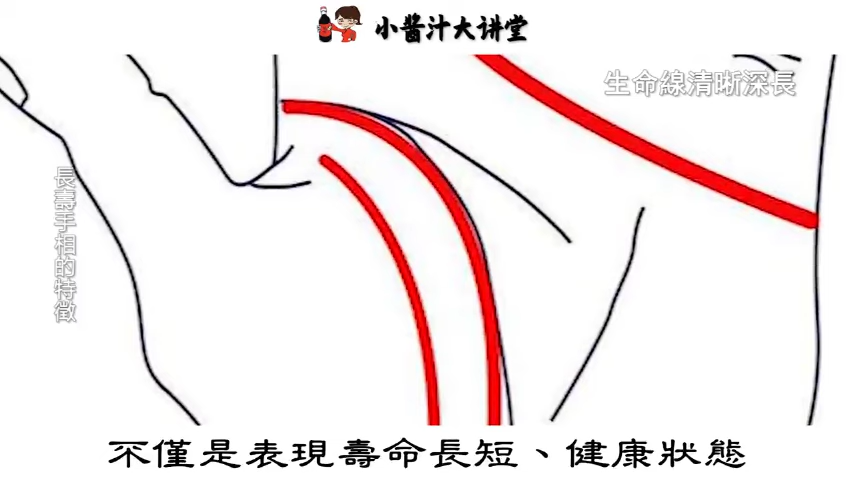 小酱汁大讲堂
生命線清晰深長
長壽手相的特徵
不僅是表現壽命長短、健康狀態